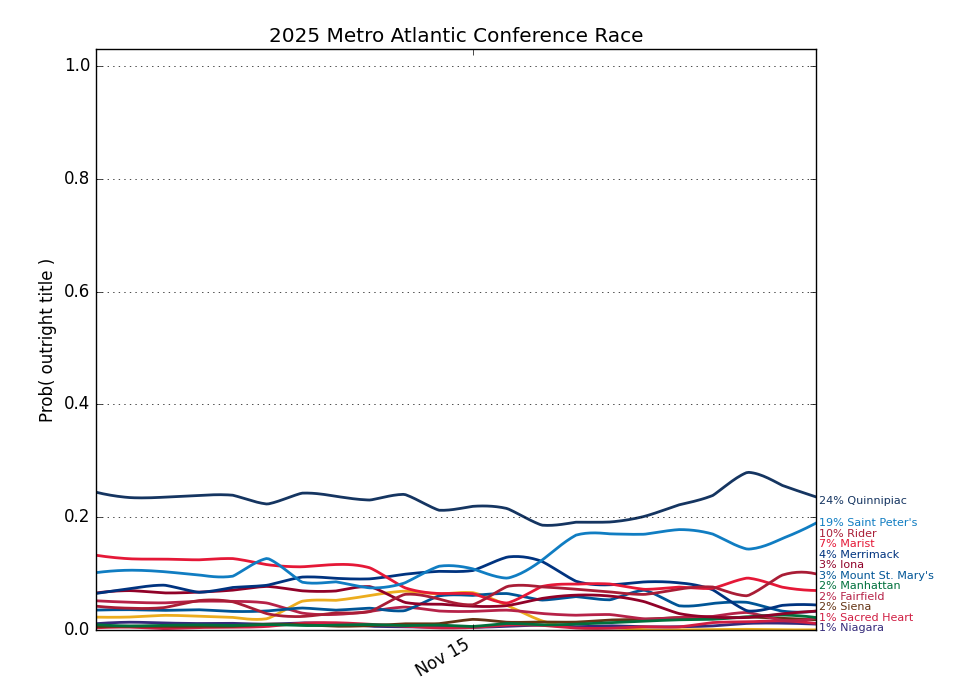 2025 Metro Atlantic Conference Race
Prob( outright title )
1.0
0.8
0.6
0.4
0.2
0.0
Nov 15
24% Quinnipiac
19% Saint Peter's
10% Rider
7% Marist
4% Merrimack
3% Iona
3% Mount St. Mary's
2% Manhattan
2% Fairfield
2% Siena
1% Sacred Heart
1% Niagara